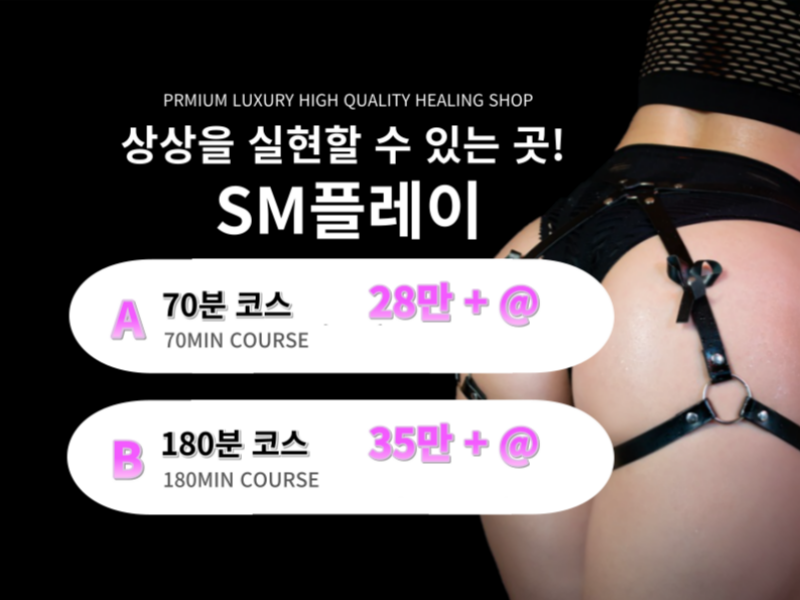 PRMIUM LUXURY HIGH QUALITY HEALING SHOP
상상을 실현할 수 있는 곳!
SM플레이
A 70분 코스 28만 + @
70MIN COURSE
B 180분 코스 35만 + @
180MIN COURSE